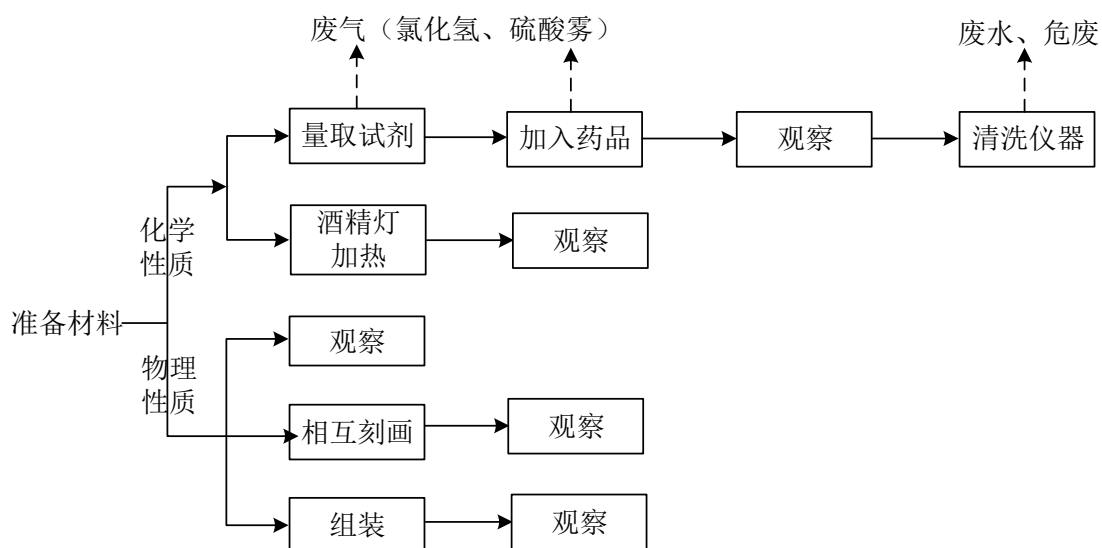 废气（氯化氢、硫酸雾）
废水、危废
量取试剂
加入药品
观察
清洗仪器
化学
性质
酒精灯
加热
观察
准备材料
物理
性质
观察
相互刻画
观察
组装
观察